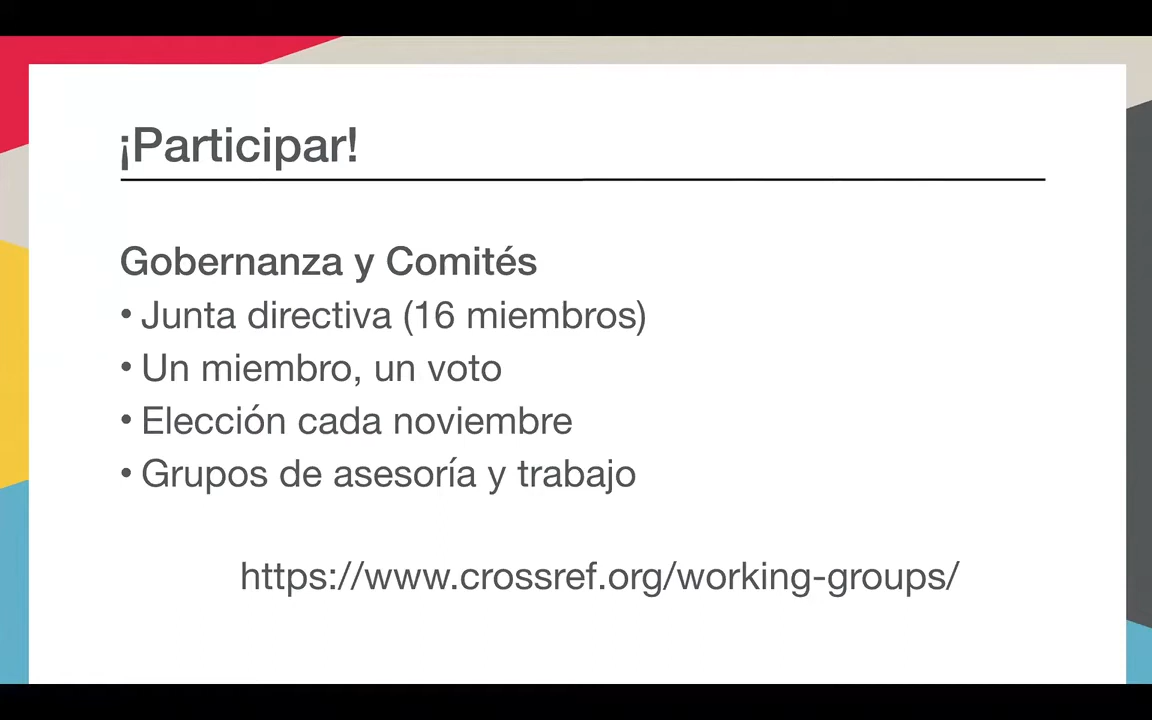 ¡Participar!
Gobernanza y Comités
• Junta directiva (16 miembros)
• Un miembro, un voto
• Elección cada noviembre
• Grupos de asesoría y trabajo
https://www.crossref.org/working-groups/